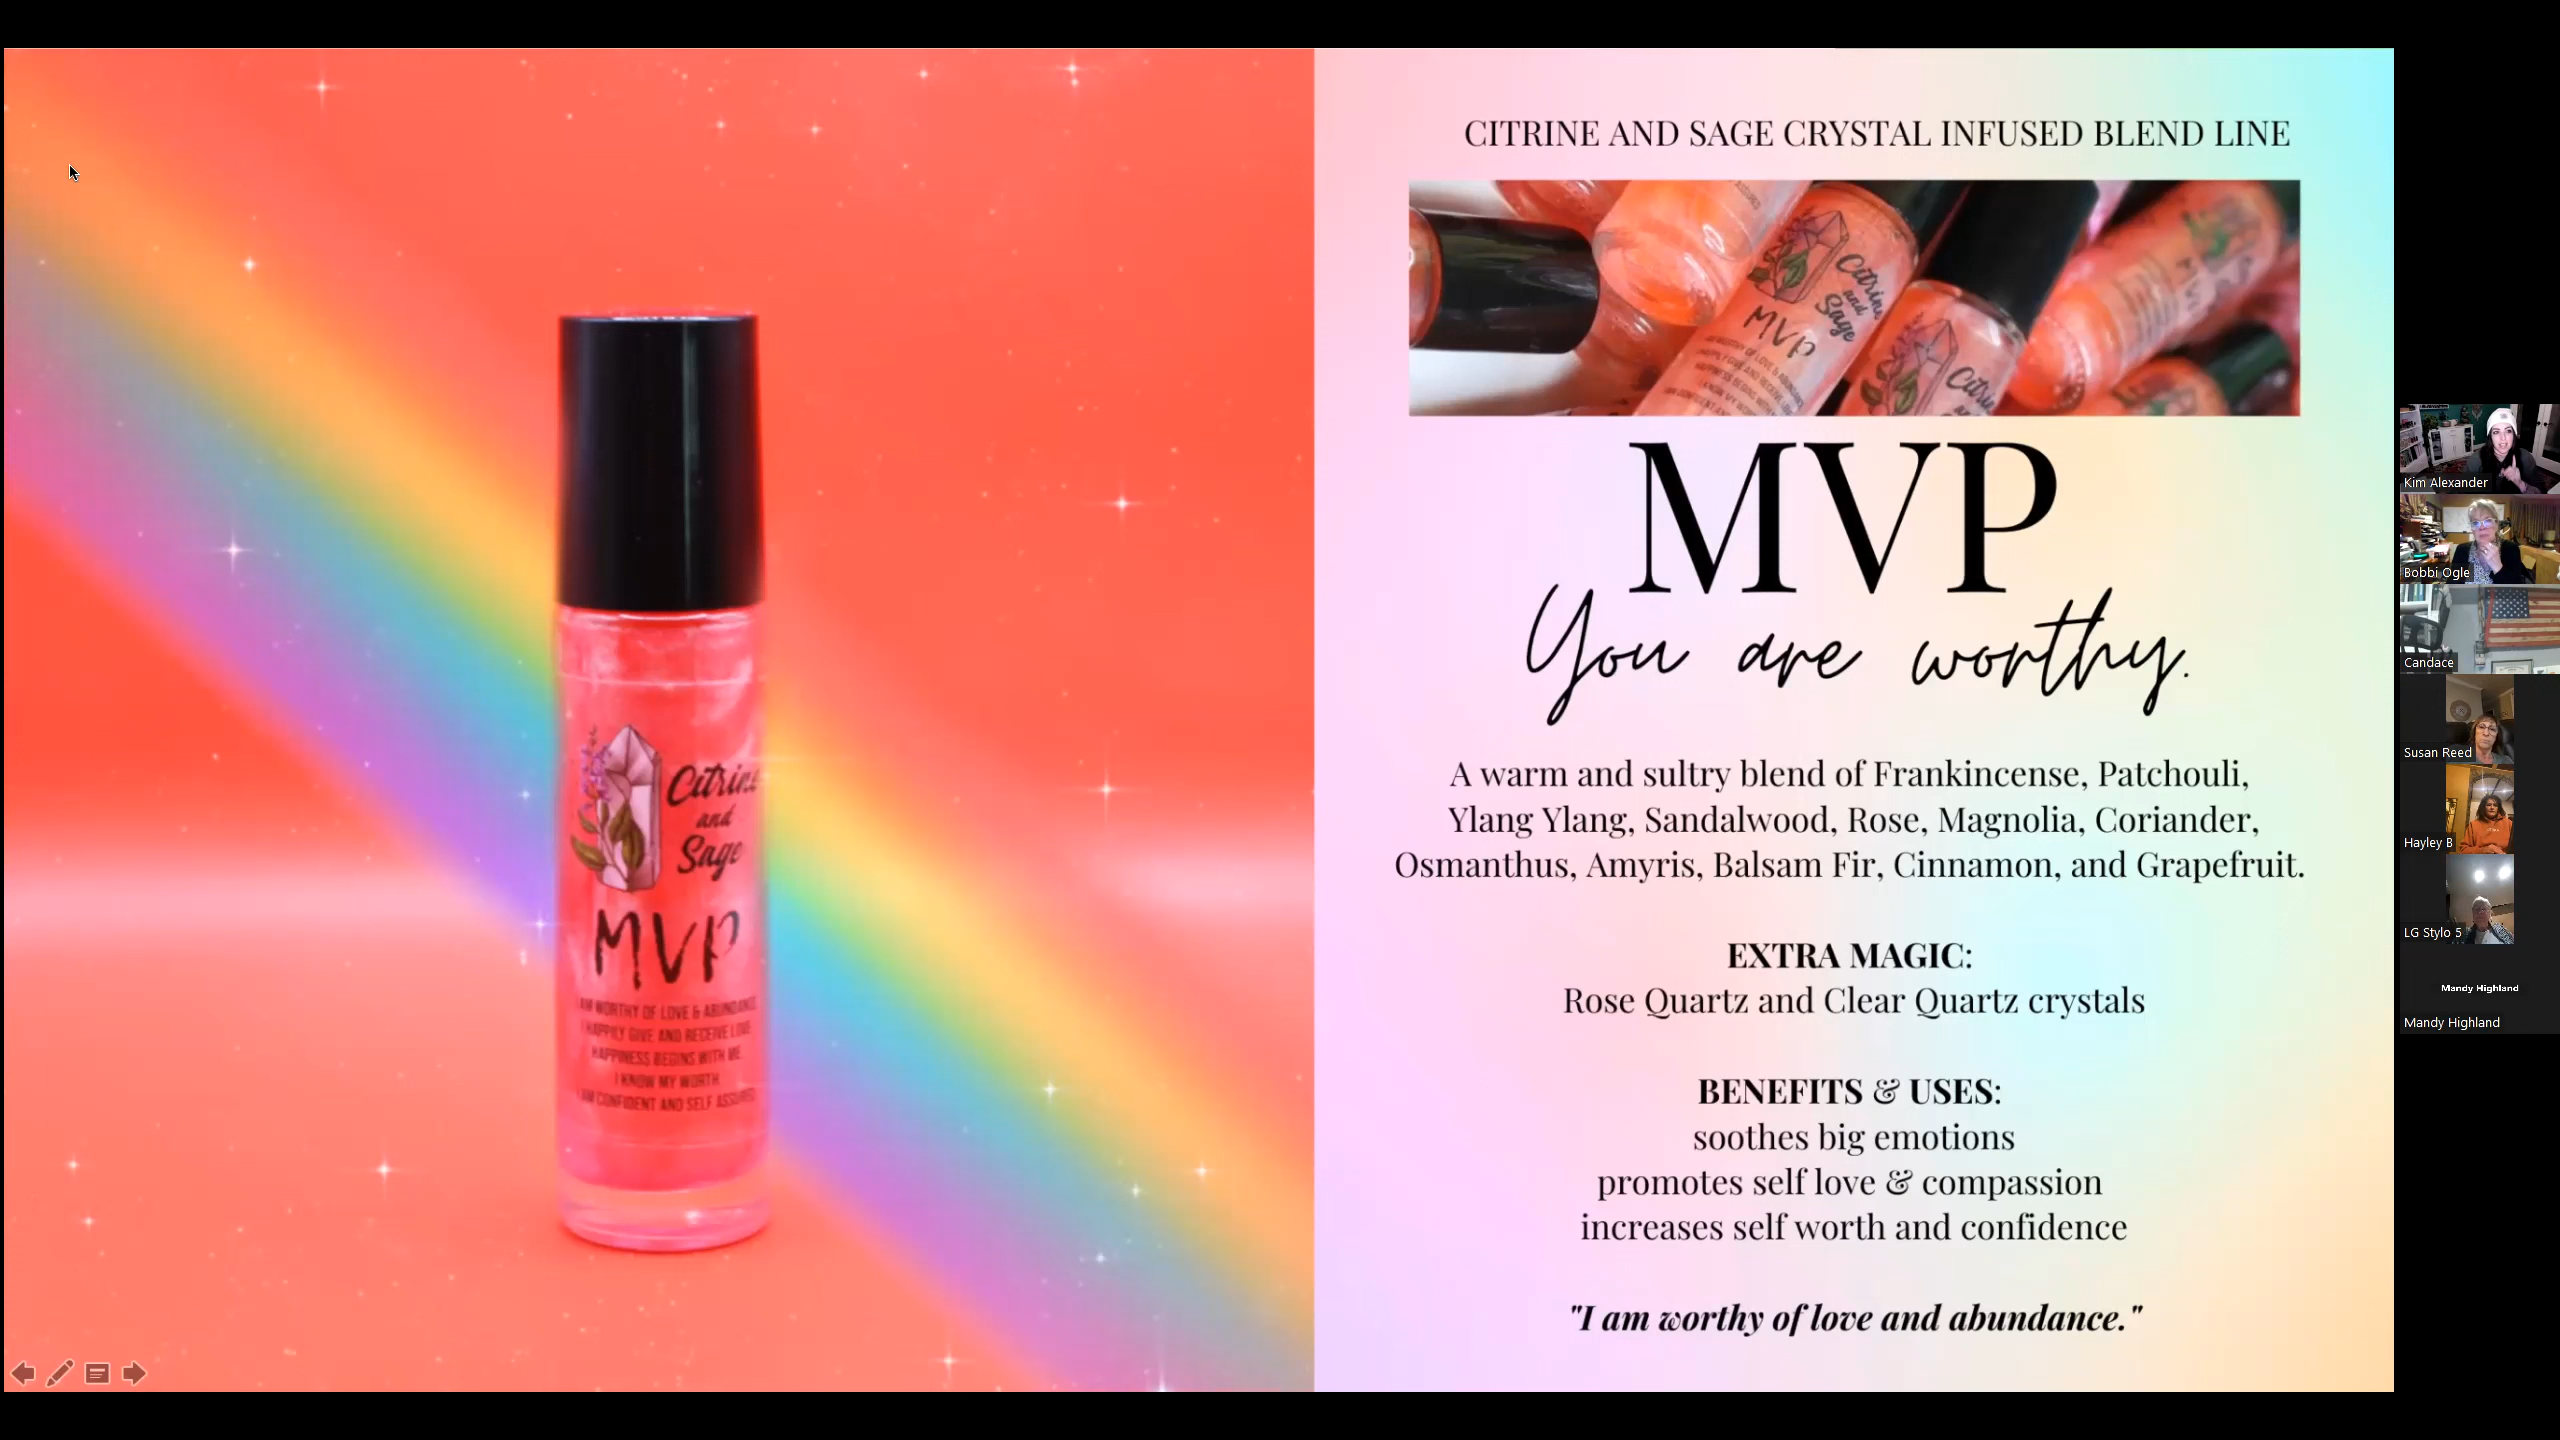 Citrine
and
Sage
MVP
I AM WORTHY OF LOVE & ABUNDANCE
I HAPPILY GIVE AND RECEIVE LOVE
HAPPINESS BEGINS WITH ME
I KNOW MY WORTH
I AM CONFIDENT AND SELF ASSURED
CITRINE AND SAGE CRYSTAL INFUSED BLEND LINE
Citrine
and
Sage
MVP
MVP
You are worthy.
A warm and sultry blend of Frankincense, Patchouli,
Ylang Ylang, Sandalwood, Rose, Magnolia, Coriander,
Osmanthus, Amyris, Balsam Fir, Cinnamon, and Grapefruit.
EXTRA MAGIC:
Rose Quartz and Clear Quartz crystals
BENEFITS & USES:
soothes big emotions
promotes self love & compassion
increases self worth and confidence
"I am worthy of love and abundance."
Kim Alexander
Bobbi Ogle
Candace
Susan Reed
Hayley B
LG Stylo 5
Mandy Highland
Mandy Highland